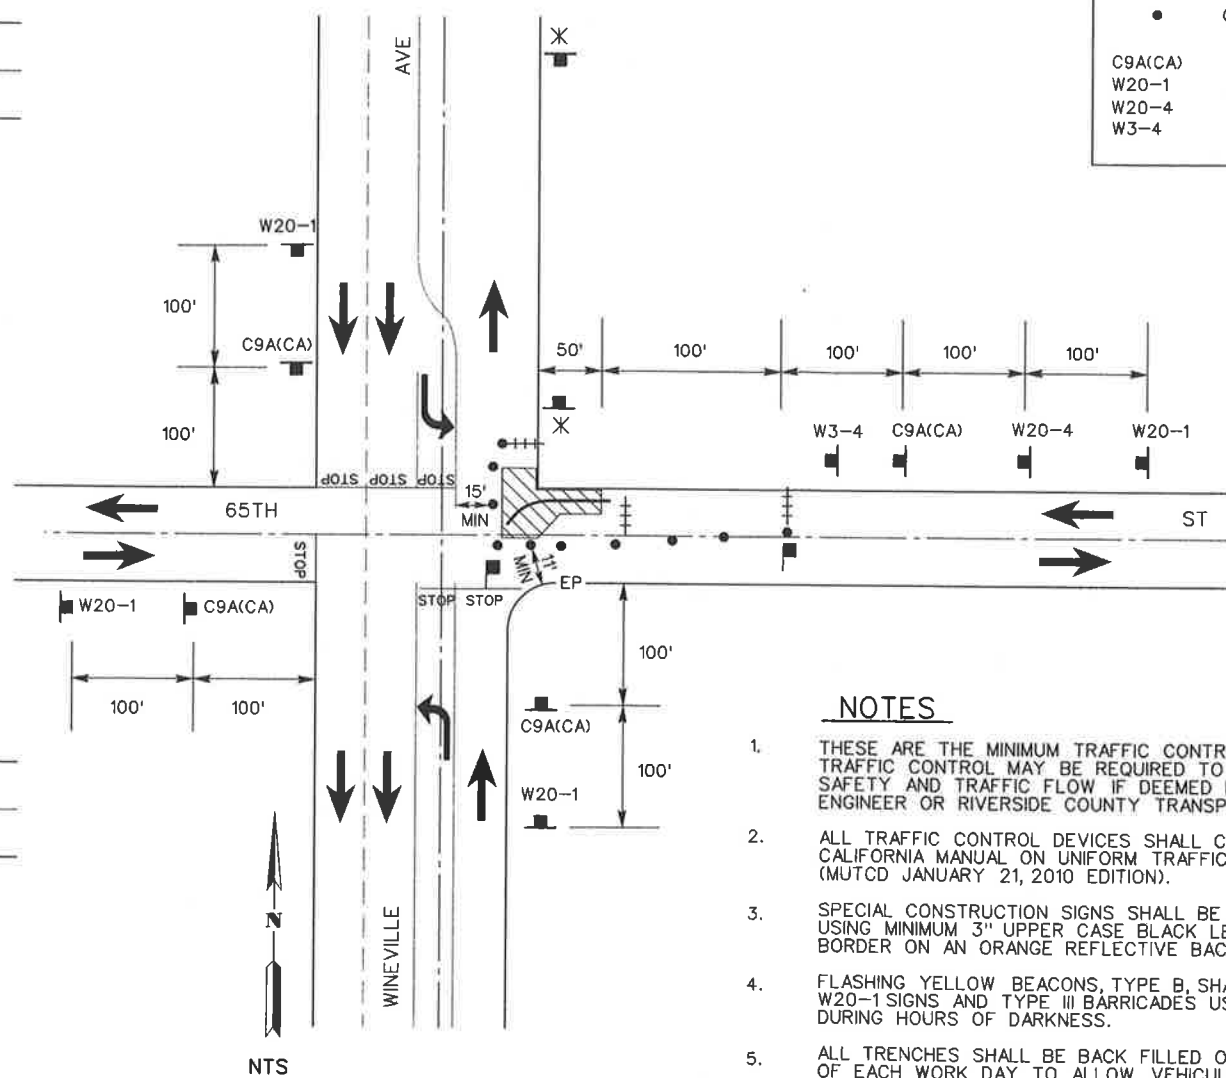 AVE
C9A(CA)
W20-1
W20-4
W3-4
W20-1
100'
C9A(CA)
100'
50'
100'
100'
100'
100'
W3-4
C9A(CA)
W20-4
W20-1
STOP
STOP
STOP
15'
MIN
65TH
ST
STOP
11'
MIN
EP
STOP
STOP
W20-1
C9A(CA)
100'
100'
100'
C9A(CA)
100'
W20-1
WINEVILLE
N
NTS
NOTES
1. THESE ARE THE MINIMUM TRAFFIC CONTR
TRAFFIC CONTROL MAY BE REQUIRED TO
SAFETY AND TRAFFIC FLOW IF DEEMED
ENGINEER OR RIVERSIDE COUNTY TRANSP
2. ALL TRAFFIC CONTROL DEVICES SHALL C
CALIFORNIA MANUAL ON UNIFORM TRAFFIC
(MUTCD JANUARY 21, 2010 EDITION).
3. SPECIAL CONSTRUCTION SIGNS SHALL BE
USING MINIMUM 3" UPPER CASE BLACK LE
BORDER ON AN ORANGE REFLECTIVE BAC
4. FLASHING YELLOW BEACONS, TYPE B, SHA
W20-1 SIGNS AND TYPE III BARRICADES US
DURING HOURS OF DARKNESS.
5. ALL TRENCHES SHALL BE BACK FILLED O
OF EACH WORK DAY TO ALLOW VEHICUL